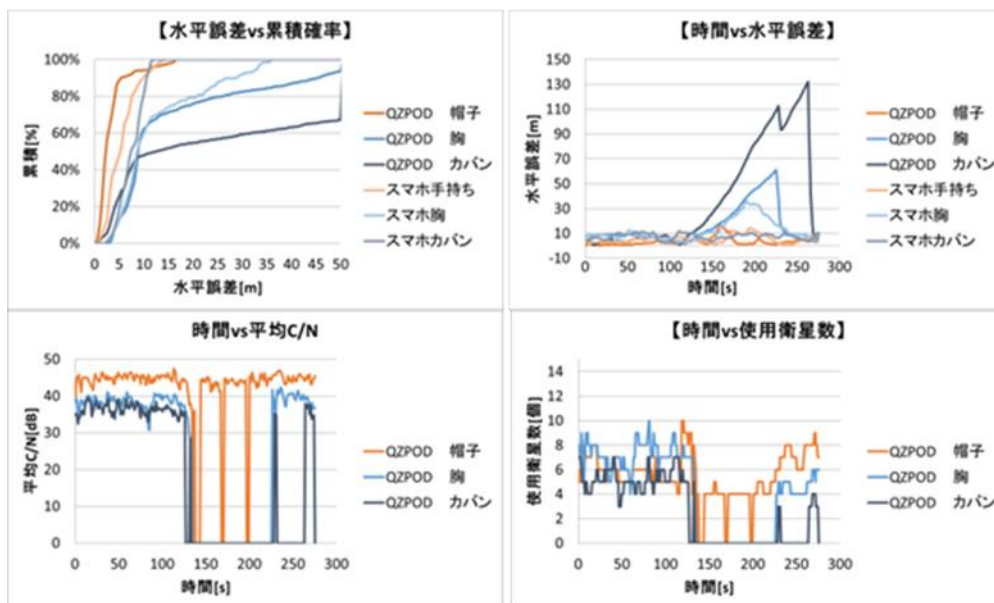 【水平誤差vs累積確率】
100%
80%
60%
40%
20%
0%
累積[%]
0 5 10 15 20 25 30 35 40 45 50
水平誤差[m]
QZPOD 帽子
QZPOD 胸
QZPOD カバン
スマホ手持ち
スマホ胸
スマホカバン
【時間vs水平誤差】
150
130
110
90
70
50
30
10
-10
水平誤差[m]
0 50 100 150 200 250 300
時間[s]
QZPOD 帽子
QZPOD 胸
QZPOD カバン
スマホ手持ち
スマホ胸
スマホカバン
時間vs平均C/N
50
40
30
20
10
0
平均C/N[dB]
0 50 100 150 200 250 300
時間[s]
QZPOD 帽子
QZPOD 胸
QZPOD カバン
【時間vs使用衛星数】
14
12
10
8
6
4
2
0
使用衛星数[個]
0 50 100 150 200 250 300
時間[s]
QZPOD 帽子
QZPOD 胸
QZPOD カバン